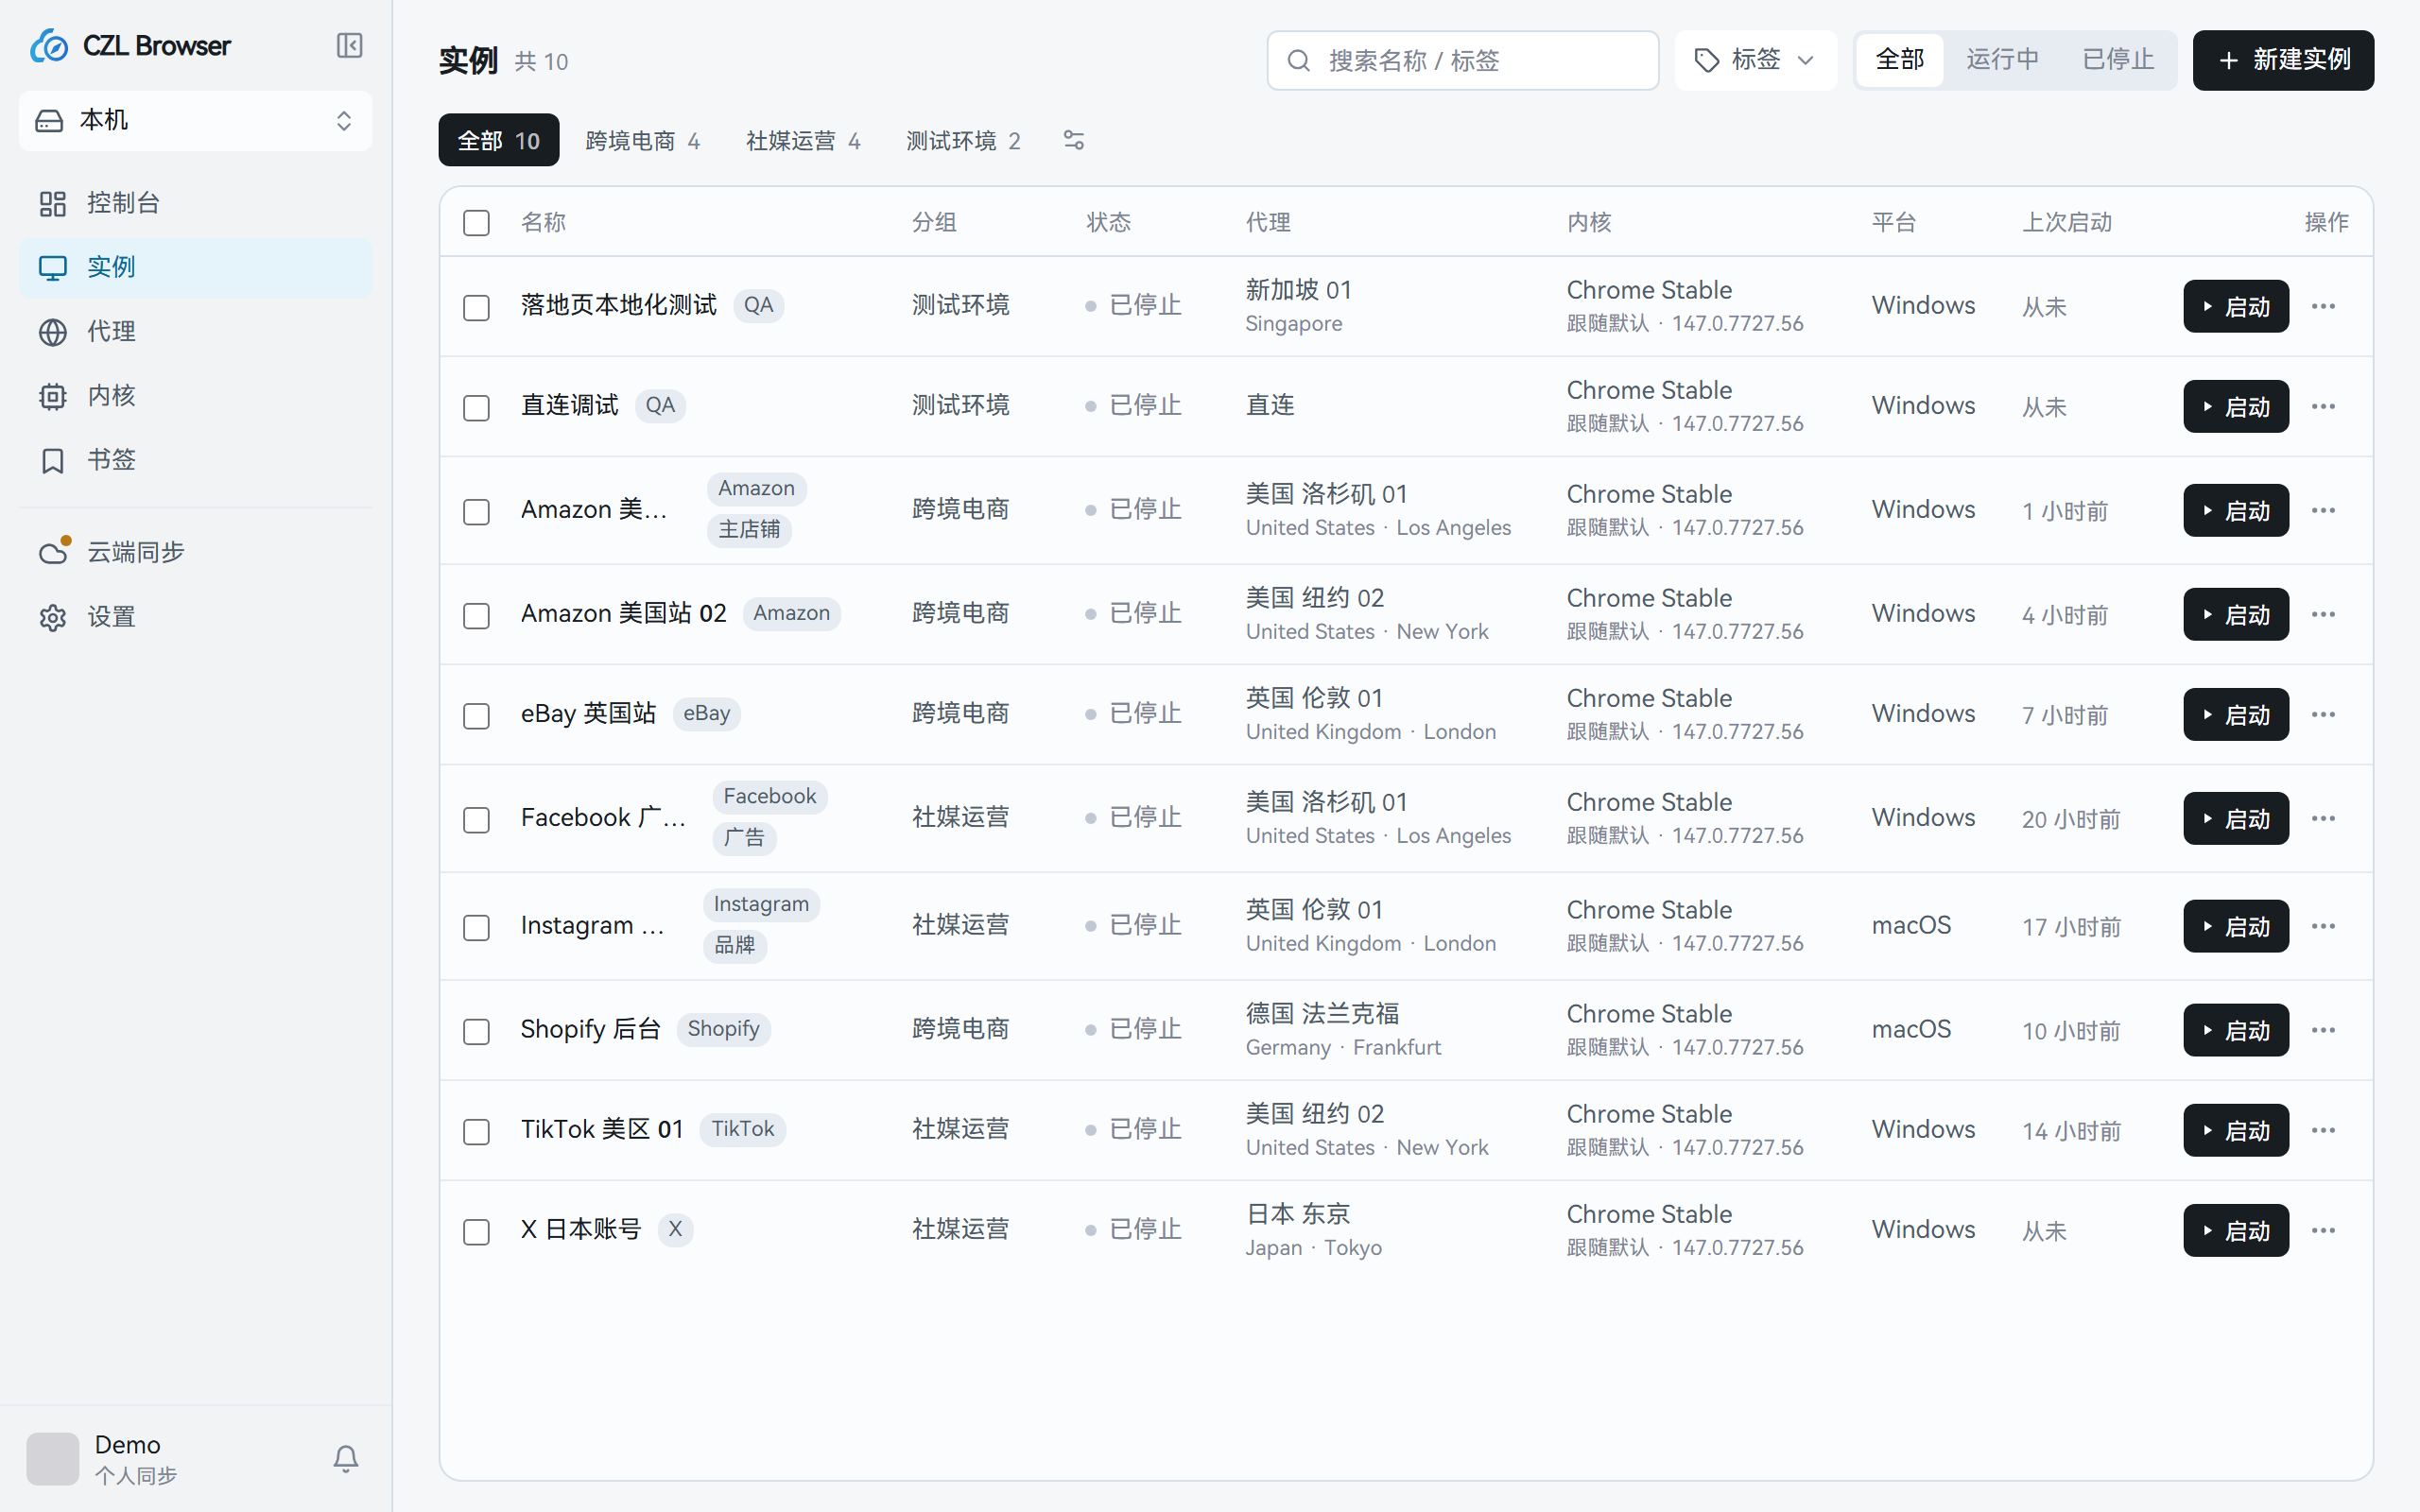 CZL Browser
本机
控制台
实例
代理
内核
书签
云端同步
设置
Demo
个人同步
实例 共 10
搜索名称 / 标签
标签
全部 运行中 已停止
新建实例
全部 10 跨境电商 4 社媒运营 4 测试环境 2
名称 分组 状态 代理 内核 平台 上次启动 操作
落地页本地化测试 QA 测试环境 已停止 新加坡 01 Chrome Stable Windows 从未 启动
Singapore 跟随默认 · 147.0.7727.56
直连调试 QA 测试环境 已停止 直连 Chrome Stable Windows 从未 启动
跟随默认 · 147.0.7727.56
Amazon 美... Amazon 跨境电商 已停止 美国 洛杉矶 01 Chrome Stable Windows 1 小时前 启动
主店铺 United States · Los Angeles 跟随默认 · 147.0.7727.56
Amazon 美国站 02 Amazon 跨境电商 已停止 美国 纽约 02 Chrome Stable Windows 4 小时前 启动
United States · New York 跟随默认 · 147.0.7727.56
eBay 英国站 eBay 跨境电商 已停止 英国 伦敦 01 Chrome Stable Windows 7 小时前 启动
United Kingdom · London 跟随默认 · 147.0.7727.56
Facebook 广... Facebook 社媒运营 已停止 美国 洛杉矶 01 Chrome Stable Windows 20 小时前 启动
广告 United States · Los Angeles 跟随默认 · 147.0.7727.56
Instagram ... Instagram 社媒运营 已停止 英国 伦敦 01 Chrome Stable macOS 17 小时前 启动
品牌 United Kingdom · London 跟随默认 · 147.0.7727.56
Shopify 后台 Shopify 跨境电商 已停止 德国 法兰克福 Chrome Stable macOS 10 小时前 启动
Germany · Frankfurt 跟随默认 · 147.0.7727.56
TikTok 美区 01 TikTok 社媒运营 已停止 美国 纽约 02 Chrome Stable Windows 14 小时前 启动
United States · New York 跟随默认 · 147.0.7727.56
X 日本账号 X 社媒运营 已停止 日本 东京 Chrome Stable Windows 从未 启动
Japan · Tokyo 跟随默认 · 147.0.7727.56